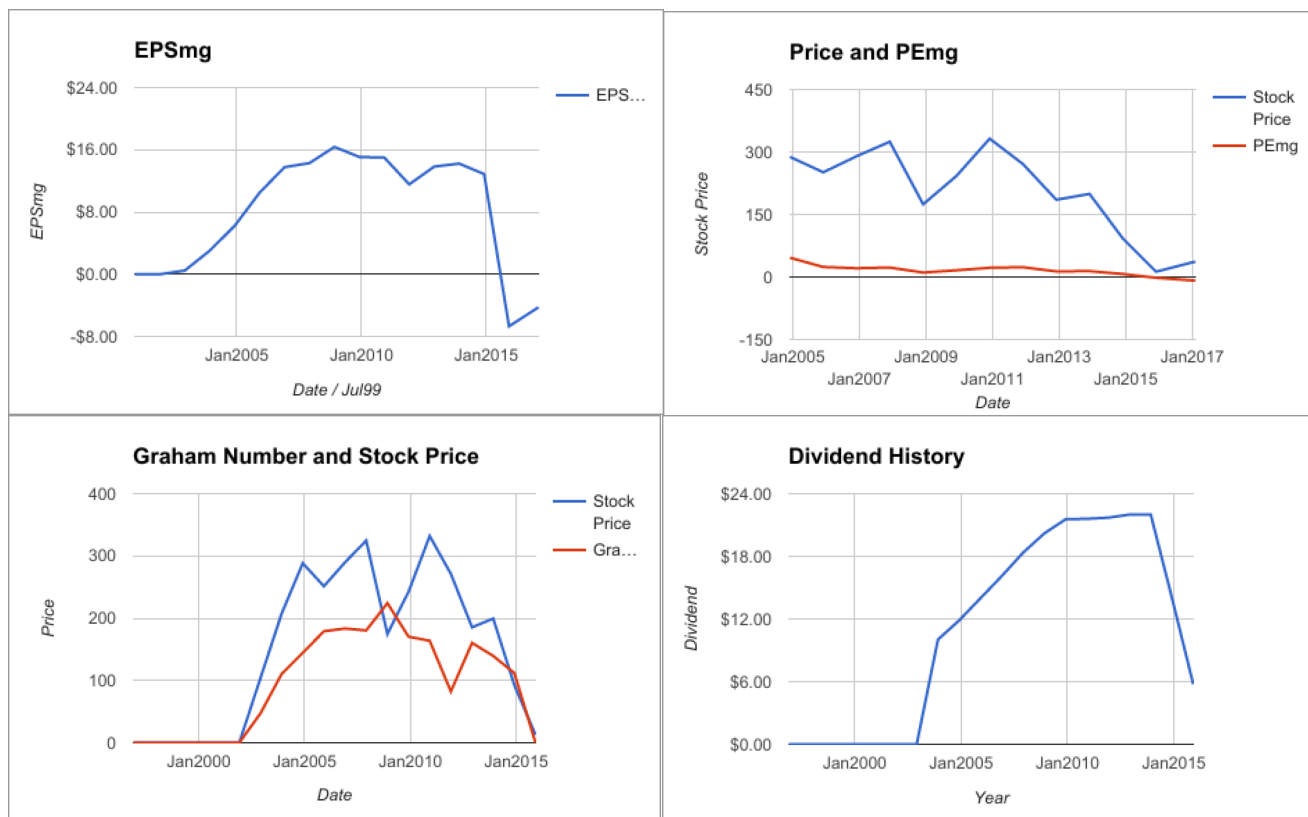 EPSmg
$24.00
$16.00
$8.00
$0.00
-$8.00
EPSmg
Jan2005
Jan2010
Jan2015
Date / Jul99
EPS…
Price and PEmg
450
300
150
0
-150
Stock Price
Jan2005
Jan2009
Jan2013
Jan2017
Jan2007
Jan2011
Jan2015
Date
Stock
Price
PEmg
Graham Number and Stock Price
400
300
200
100
0
Price
Jan2000
Jan2005
Jan2010
Jan2015
Date
Stock
Price
Gra…
Dividend History
$24.00
$18.00
$12.00
$6.00
$0.00
Dividend
Jan2000
Jan2005
Jan2010
Jan2015
Year